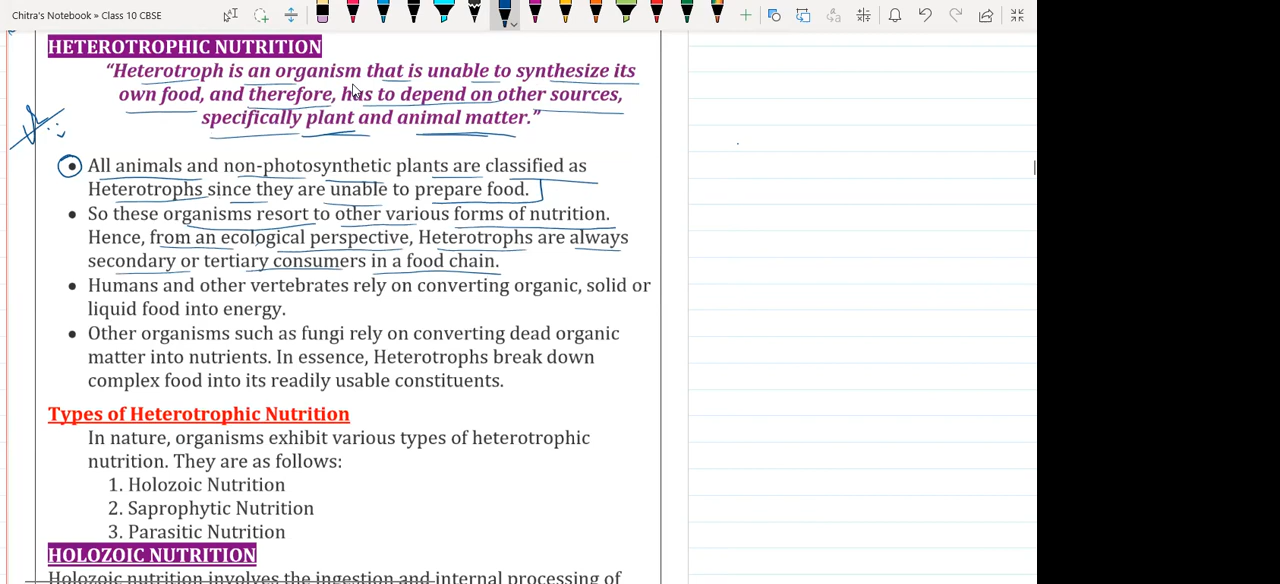 Chitra's Notebook » Class 10 CBSE
HETEROTROPHIC NUTRITION
“Heterotroph is an organism that is unable to synthesize its
own food, and therefore, has to depend on other sources,
specifically plant and animal matter.”
• All animals and non-photosynthetic plants are classified as
Heterotrophs since they are unable to prepare food.
• So these organisms resort to other various forms of nutrition.
Hence, from an ecological perspective, Heterotrophs are always
secondary or tertiary consumers in a food chain.
• Humans and other vertebrates rely on converting organic, solid or
liquid food into energy.
• Other organisms such as fungi rely on converting dead organic
matter into nutrients. In essence, Heterotrophs break down
complex food into its readily usable constituents.
Types of Heterotrophic Nutrition
In nature, organisms exhibit various types of heterotrophic
nutrition. They are as follows:
1. Holozoic Nutrition
2. Saprophytic Nutrition
3. Parasitic Nutrition
HOLOZOIC NUTRITION
Holozoic nutrition involves the ingestion and internal processing of